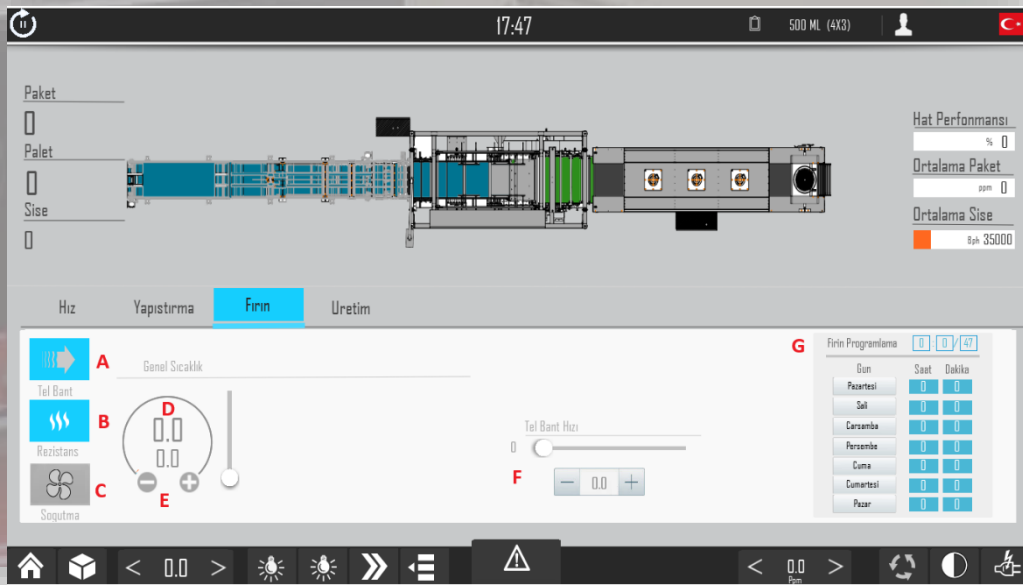 17:47
500 ML (4X3)
Paket
0
Palet
0
Sise
0
Hat Perfonmansı
% 0
Ortalama Paket
ppm 0
Ortalama Sise
Bph 35000
Hız
Yapıstırma
Fırın
Uretim
A
Tel Bant
B
Rezistans
C
Sogutma
Genel Sıcaklık
D
0.0
0.0
E
Tel Bant Hızı
0
F
0.0
G
Firin Programlama 0 : 0 / 47
Gun Saat Dakika
Pazartesi 0 0
Sali 0 0
Carsamba 0 0
Persembe 0 0
Cuma 0 0
Cumartesi 0 0
Pazar 0 0
< 0.0 >
< 0.0 >
Ppm